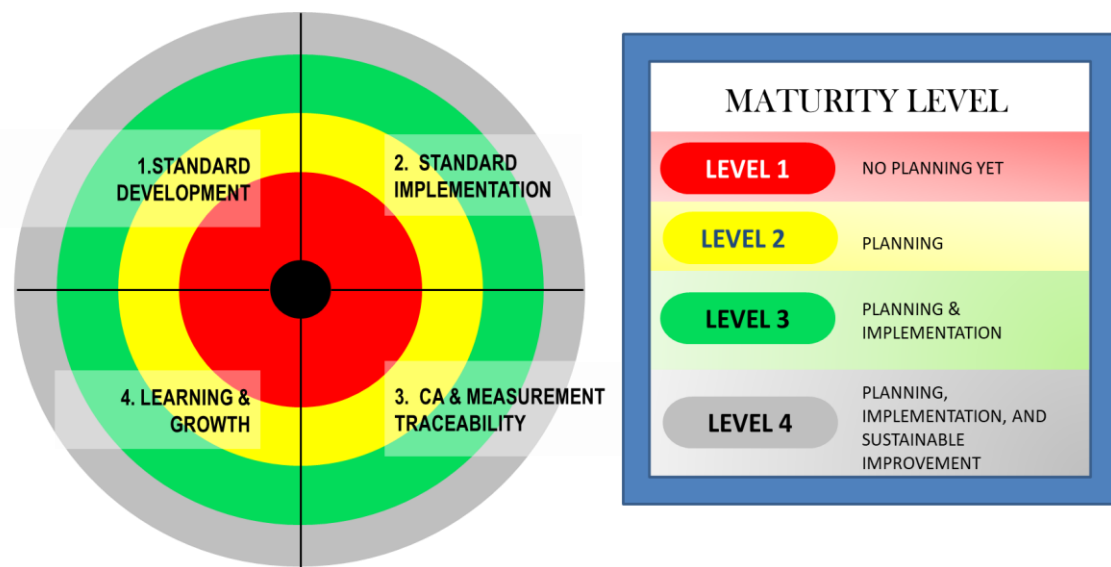 1.STANDARD
DEVELOPMENT
2. STANDARD
IMPLEMENTATION
4. LEARNING &
GROWTH
3. CA & MEASUREMENT
TRACEABILITY
MATURITY LEVEL
LEVEL 1
NO PLANNING YET
LEVEL 2
PLANNING
LEVEL 3
PLANNING &
IMPLEMENTATION
LEVEL 4
PLANNING,
IMPLEMENTATION, AND
SUSTAINABLE
IMPROVEMENT